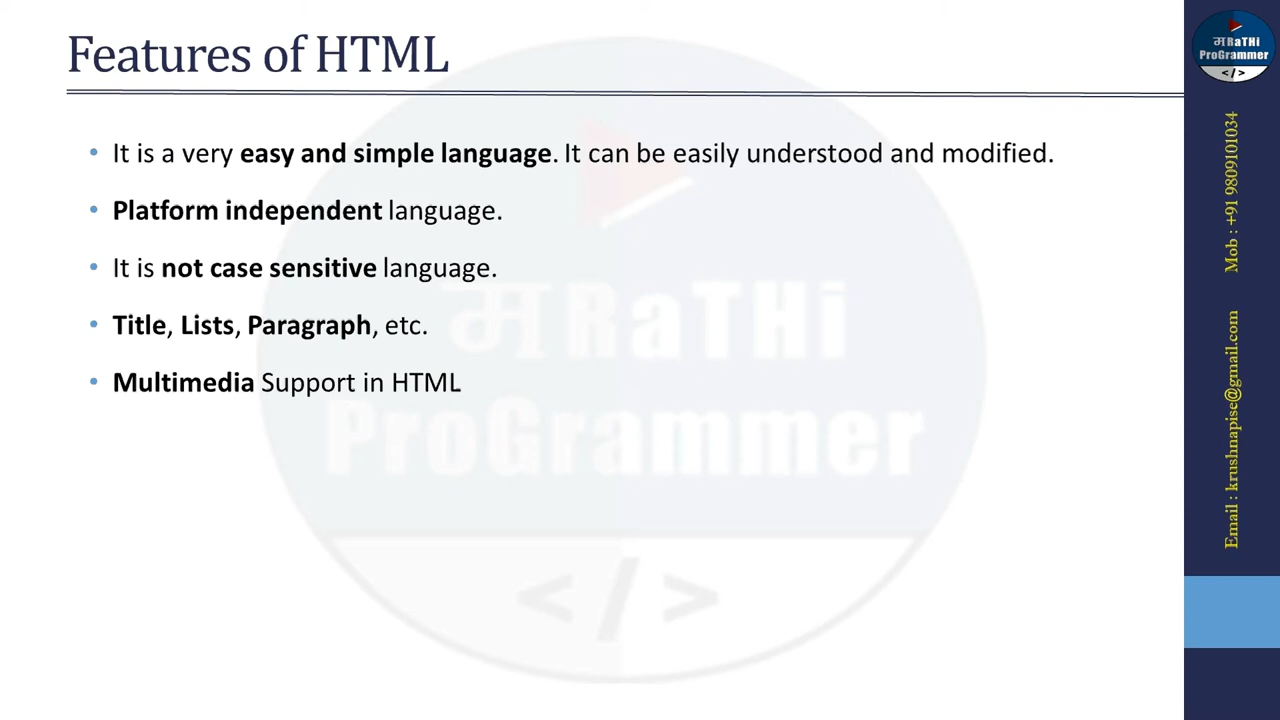 Features of HTML
• It is a very easy and simple language. It can be easily understood and modified.
• Platform independent language.
• It is not case sensitive language.
• Title, Lists, Paragraph, etc.
• Multimedia Support in HTML
मRaTHi
ProGrammer
</>
मRaTHi
ProGrammer
</>
Mob : +91 9809101034
Email : krushnapise@gmail.com